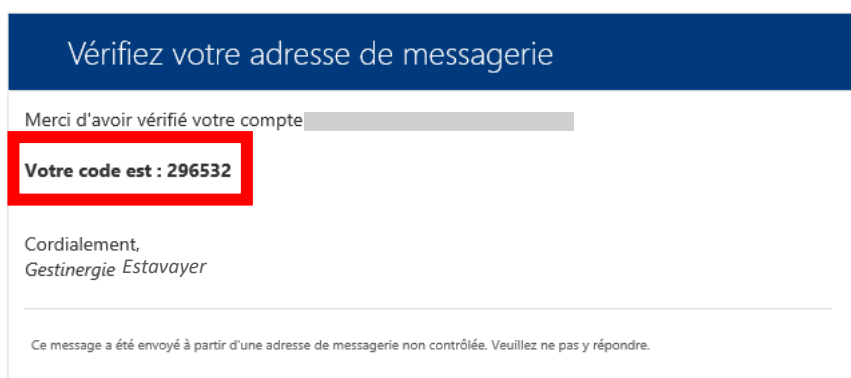 Vérifiez votre adresse de messagerie
Merci d'avoir vérifié votre compte
Votre code est : 296532
Cordialement,
Gestinergie Estavayer
Ce message a été envoyé à partir d'une adresse de messagerie non contrôlée. Veuillez ne pas y répondre.